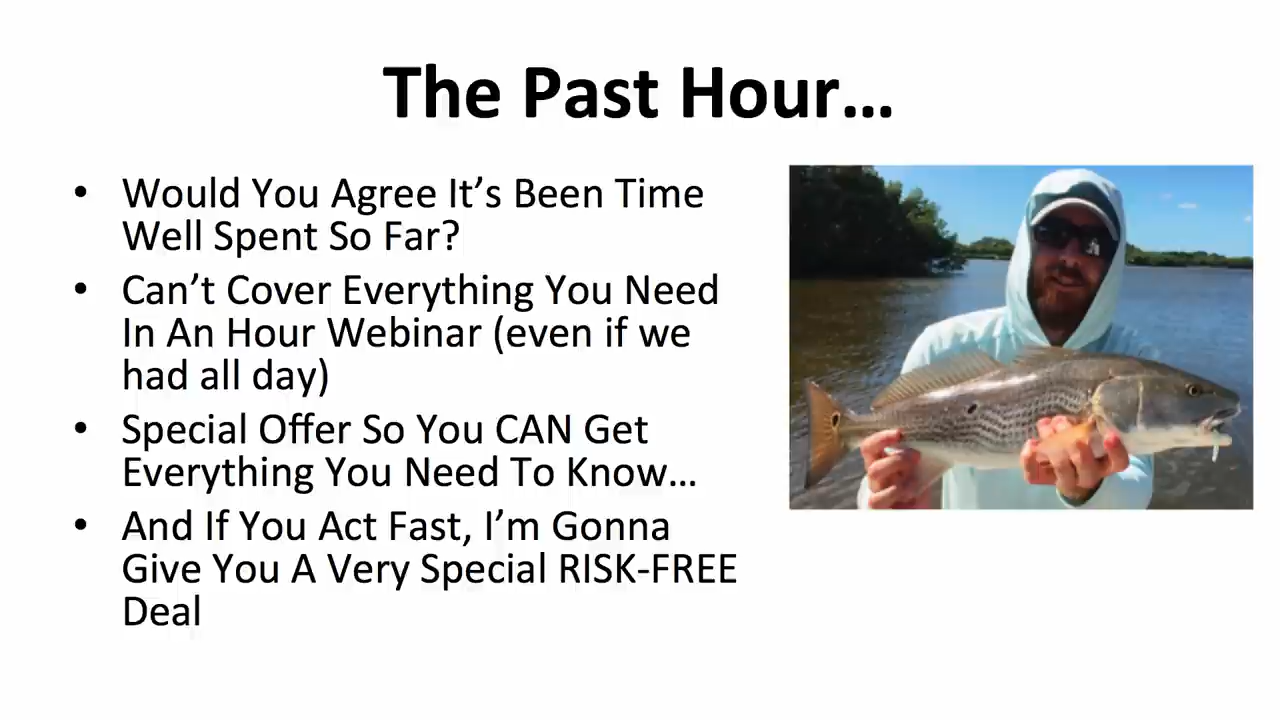 The Past Hour…
• Would You Agree It’s Been Time
Well Spent So Far?
• Can’t Cover Everything You Need
In An Hour Webinar (even if we
had all day)
• Special Offer So You CAN Get
Everything You Need To Know…
• And If You Act Fast, I’m Gonna
Give You A Very Special RISK-FREE
Deal